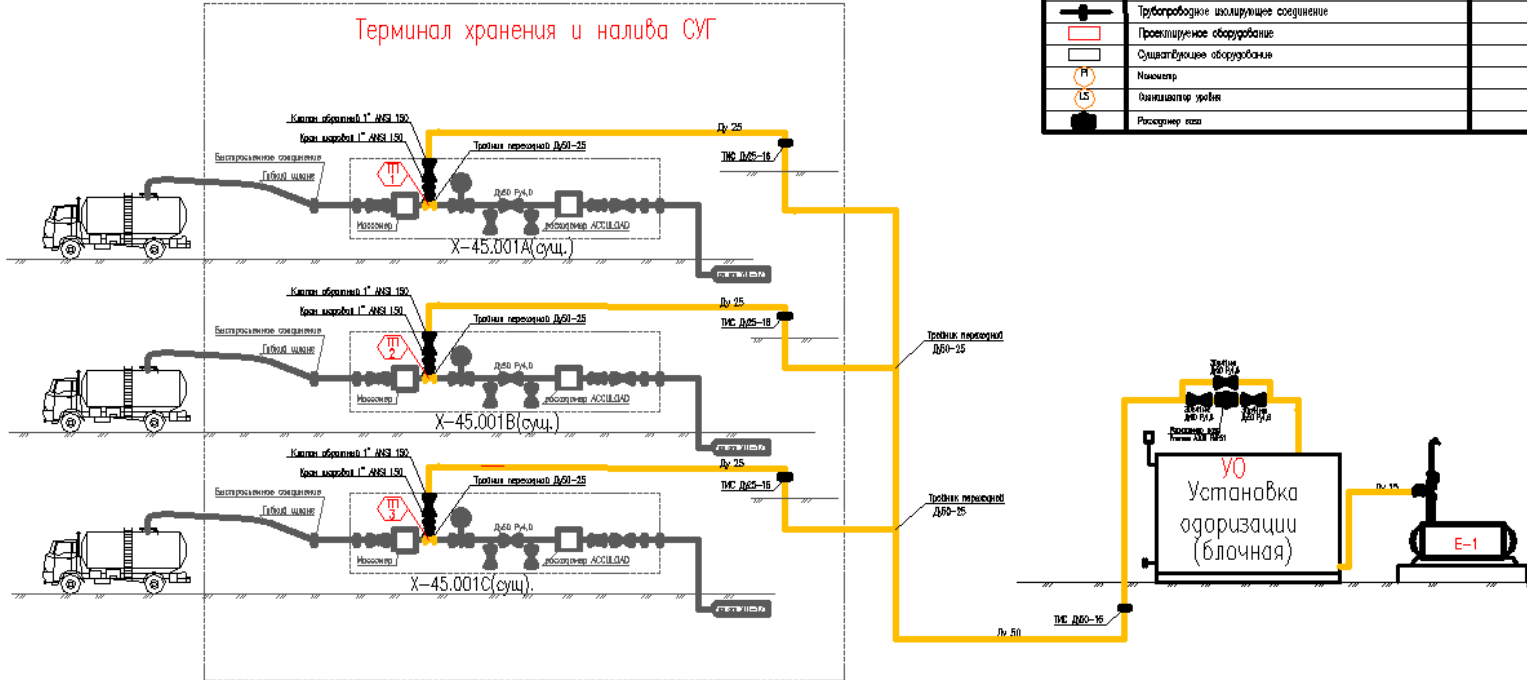 Терминал хранения и налива СУГ
Трубопроводное изолирующее соединение
Проектируемое оборудование
Существующее оборудование
PI
Манометр
LS
Сигнализатор уровня
Расходомер газа
Клапан обратный 1" ANSI 150
Кран шаровой 1" ANSI 150
Тройник переходной Ду50-25
Быстросъемное соединение
Гибкий шланг
ТП
1
Ду50 Ру4,0
Массомер
расходомер ACCULOAD
X-45.001A(сущ.)
Ду 25
ТИС Ду25-16
Клапан обратный 1" ANSI 150
Кран шаровой 1" ANSI 150
Тройник переходной Ду50-25
Быстросъемное соединение
Гибкий шланг
ТП
2
Ду50 Ру4,0
Массомер
расходомер ACCULOAD
X-45.001B(сущ.)
Ду 25
ТИС Ду25-16
Тройник переходной
Ду50-25
Клапан обратный 1" ANSI 150
Кран шаровой 1" ANSI 150
Тройник переходной Ду50-25
Быстросъемное соединение
Гибкий шланг
ТП
3
Ду50 Ру4,0
Массомер
расходомер ACCULOAD
X-45.001C(сущ).
Ду 25
ТИС Ду25-16
Тройник переходной
Ду50-25
Расходомер газа
УО
Установка
одоризации
(блочная)
E-1
ТИС Ду50-16
Ду 50